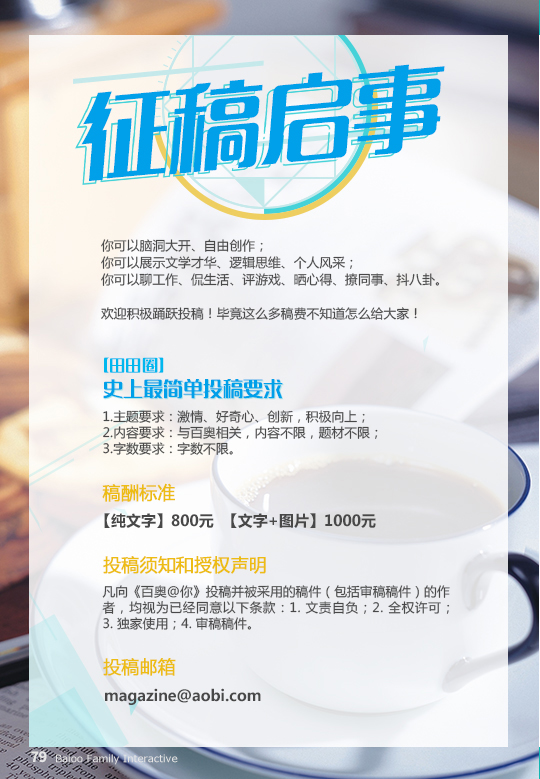 征稿启事
你可以脑洞大开、自由创作；
你可以展示文学才华、逻辑思维、个人风采；
你可以聊工作、侃生活、评游戏、晒心得、撩同事、抖八卦。
欢迎积极踊跃投稿！毕竟这么多稿费不知道怎么给大家！
【田田圈】
史上最简单投稿要求
1.主题要求：激情、好奇心、创新，积极向上；
2.内容要求：与百奥相关，内容不限，题材不限；
3.字数要求：字数不限。
稿酬标准
【纯文字】800元 【文字+图片】1000元
投稿须知和授权声明
凡向《百奥@你》投稿并被采用的稿件（包括审稿稿件）的作
者，均视为已经同意以下条款：1. 文责自负；2. 全权许可；
3. 独家使用；4. 审稿稿件。
投稿邮箱
magazine@aobi.com
79 Baioo Family Interactive